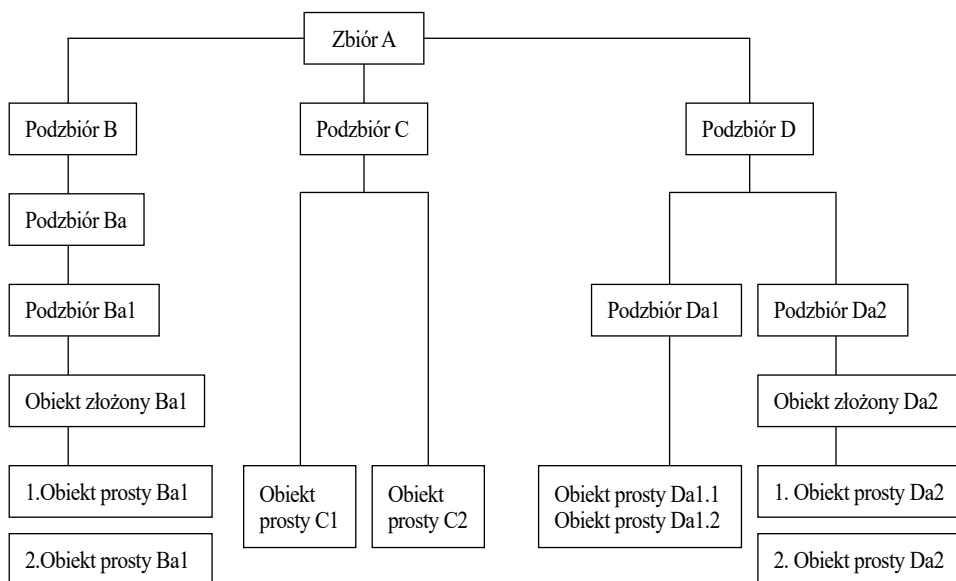 Zbiór A
Podzbiór B
Podzbiór C
Podzbiór D
Podzbiór Ba
Podzbiór Ba1
Podzbiór Da1
Podzbiór Da2
Obiekt złożony Ba1
Obiekt złożony Da2
1.Obiekt prosty Ba1
Obiekt
prosty C1
Obiekt
prosty C2
Obiekt prosty Da1.1
Obiekt prosty Da1.2
1. Obiekt prosty Da2
2.Obiekt prosty Ba1
2. Obiekt prosty Da2